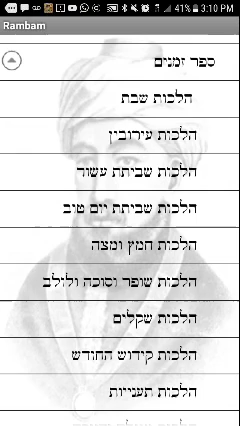 41% 3:10 PM
Rambam
ספר זמנים
הלכות שבת
הלכות עירובין
הלכות שביתת עשור
הלכות שביתת יום טוב
הלכות חמץ ומצה
הלכות שופר וסוכה ולולב
הלכות שקלים
הלכות קידוש החודש
הלכות תעניות